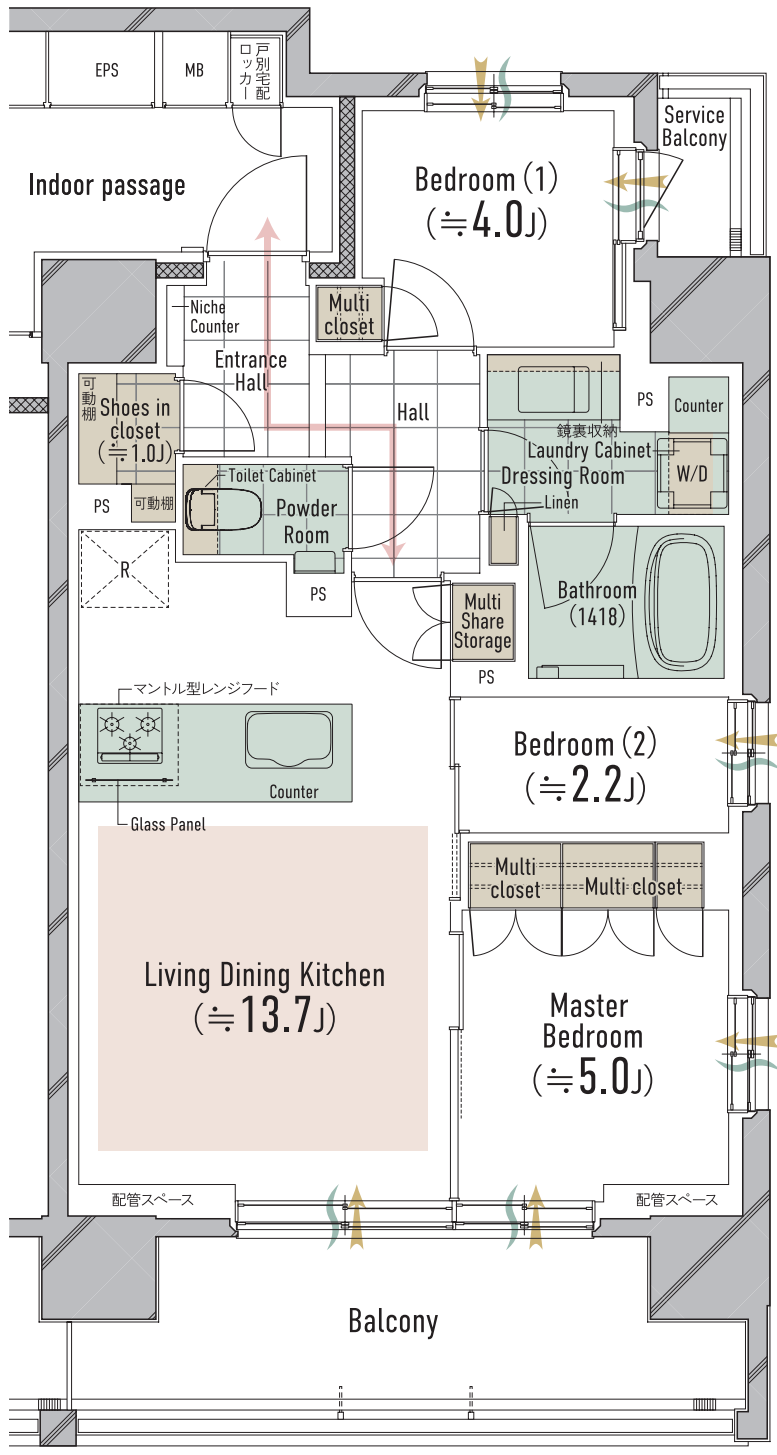 EPS
MB
戸別宅配
ロッカー
Service
Balcony
Indoor passage
Bedroom (1)
(≒4.0J)
Niche
Counter
Multi
closet
Entrance
Hall
Hall
可動棚
Shoes in
closet
(≒1.0J)
可動棚
PS
PS
Counter
鏡裏収納
Laundry Cabinet
Dressing Room
W/D
Linen
Toilet Cabinet
Powder
Room
PS
R
Multi
Share
Storage
Bathroom
(1418)
PS
マントル型レンジフード
Counter
Glass Panel
Bedroom (2)
(≒2.2J)
Multi
closet
Multi closet
Living Dining Kitchen
(≒13.7J)
Master
Bedroom
(≒5.0J)
配管スペース
配管スペース
Balcony